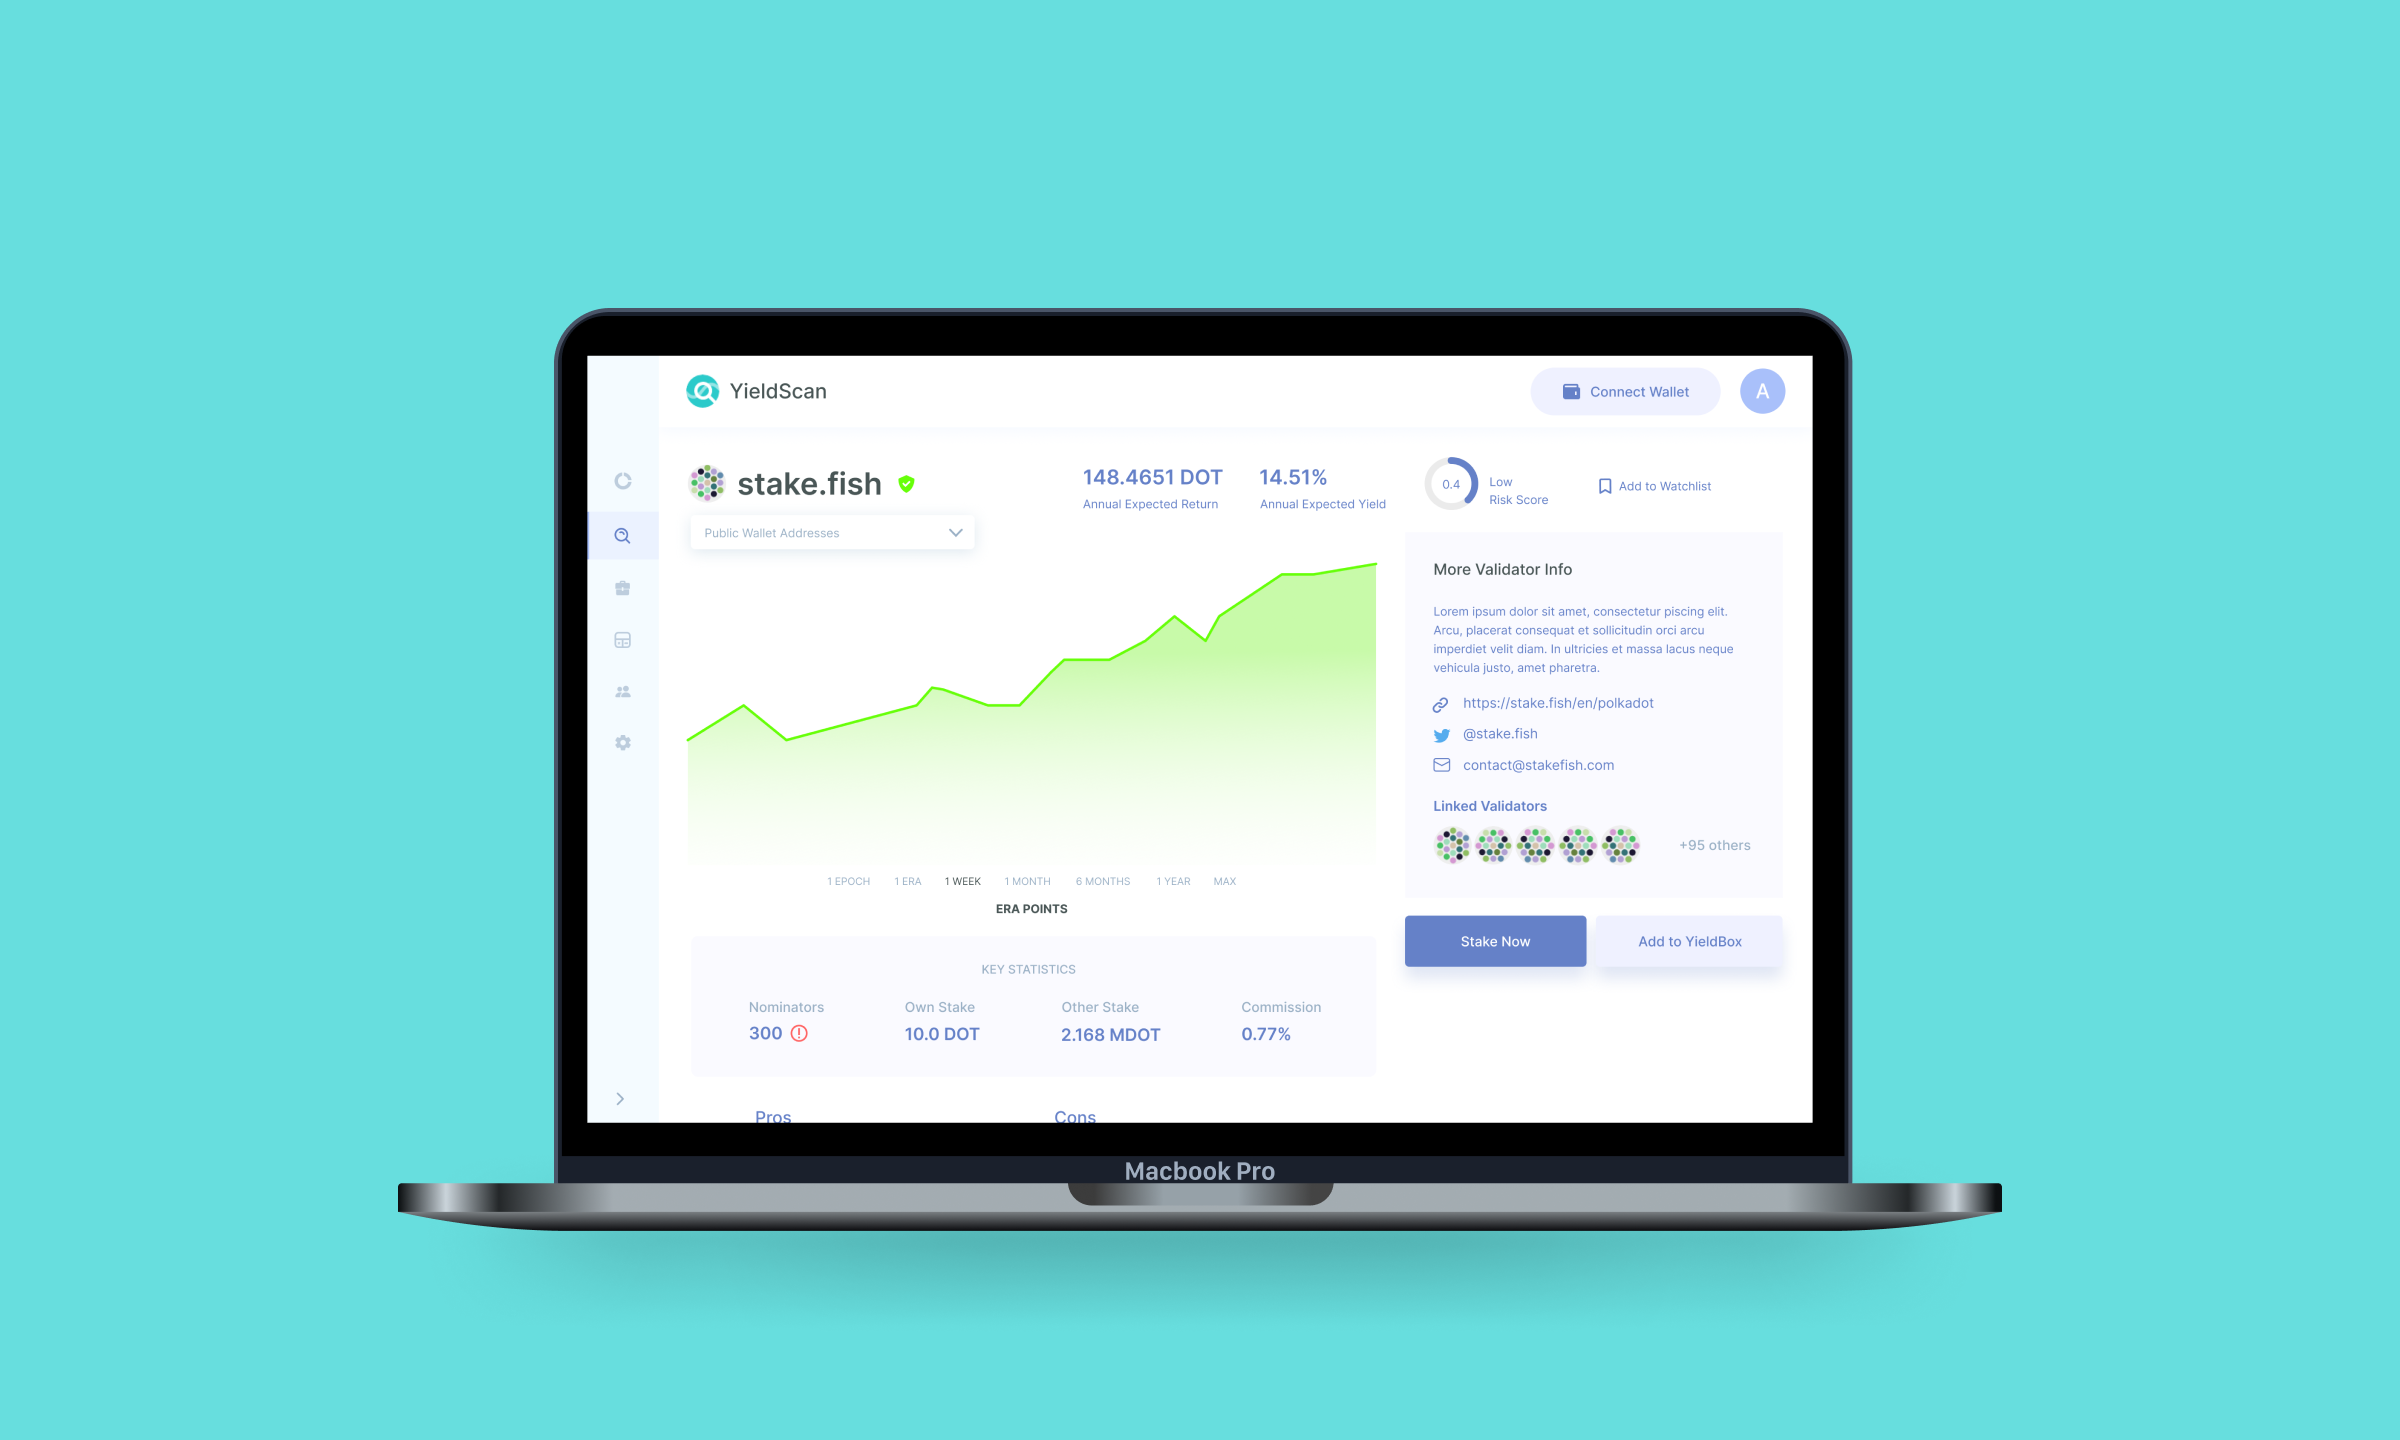 YieldScan
Connect Wallet
A
stake.fish
Public Wallet Addresses
148.4651 DOT
Annual Expected Return
14.51%
Annual Expected Yield
0.4
Low
Risk Score
Add to Watchlist
1 EPOCH
1 ERA
1 WEEK
1 MONTH
6 MONTHS
1 YEAR
MAX
ERA POINTS
More Validator Info
Lorem ipsum dolor sit amet, consectetur piscing elit.
Arcu, placerat consequat et sollicitudin orci arcu
imperdiet velit diam. In ultricies et massa lacus neque
vehicula justo, amet pharetra.
https://stake.fish/en/polkadot
@stake.fish
contact@stakefish.com
Linked Validators
+95 others
Stake Now
Add to YieldBox
KEY STATISTICS
Nominators
300
Own Stake
10.0 DOT
Other Stake
2.168 MDOT
Commission
0.77%
Pros
Cons
Macbook Pro